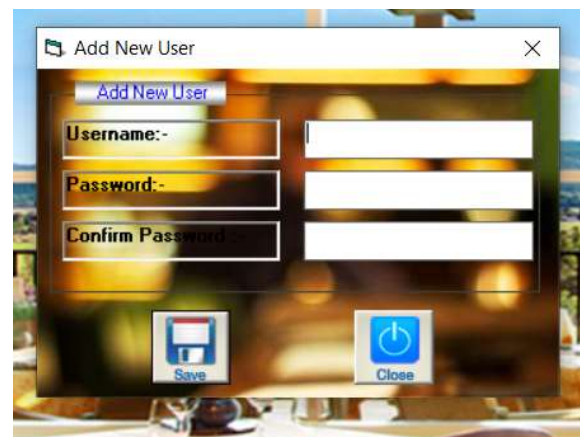 Add New User
Add New User
Username:-
Password:-
Confirm Password :-
Save
Close